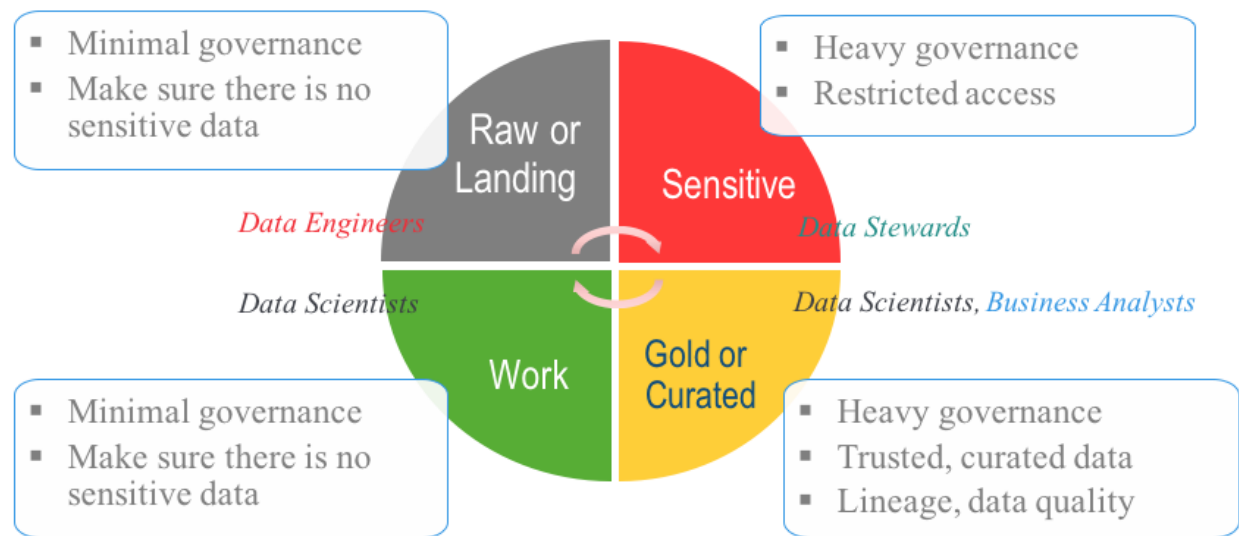 ▪ Minimal governance
▪ Make sure there is no
sensitive data
▪ Heavy governance
▪ Restricted access
Raw or
Landing
Sensitive
Data Engineers
Data Stewards
Data Scientists
Data Scientists, Business Analysts
Work
Gold or
Curated
▪ Minimal governance
▪ Make sure there is no
sensitive data
▪ Heavy governance
▪ Trusted, curated data
▪ Lineage, data quality